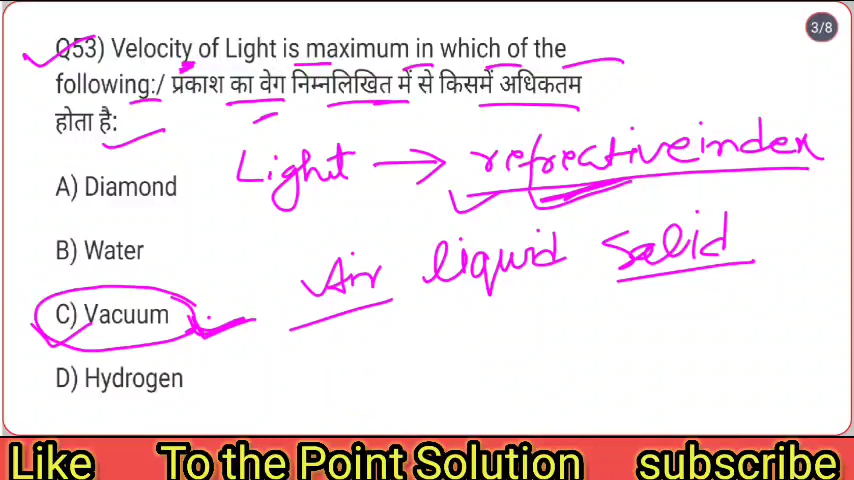 3/8
Q53) Velocity of Light is maximum in which of the
following:/ प्रकाश का वेग निम्नलिखित में से किसमें अधिकतम
होता है:
Light → refreactiveindex
A) Diamond
B) Water
Air liquid Solid
C) Vacuum
D) Hydrogen
Like To the Point Solution subscribe